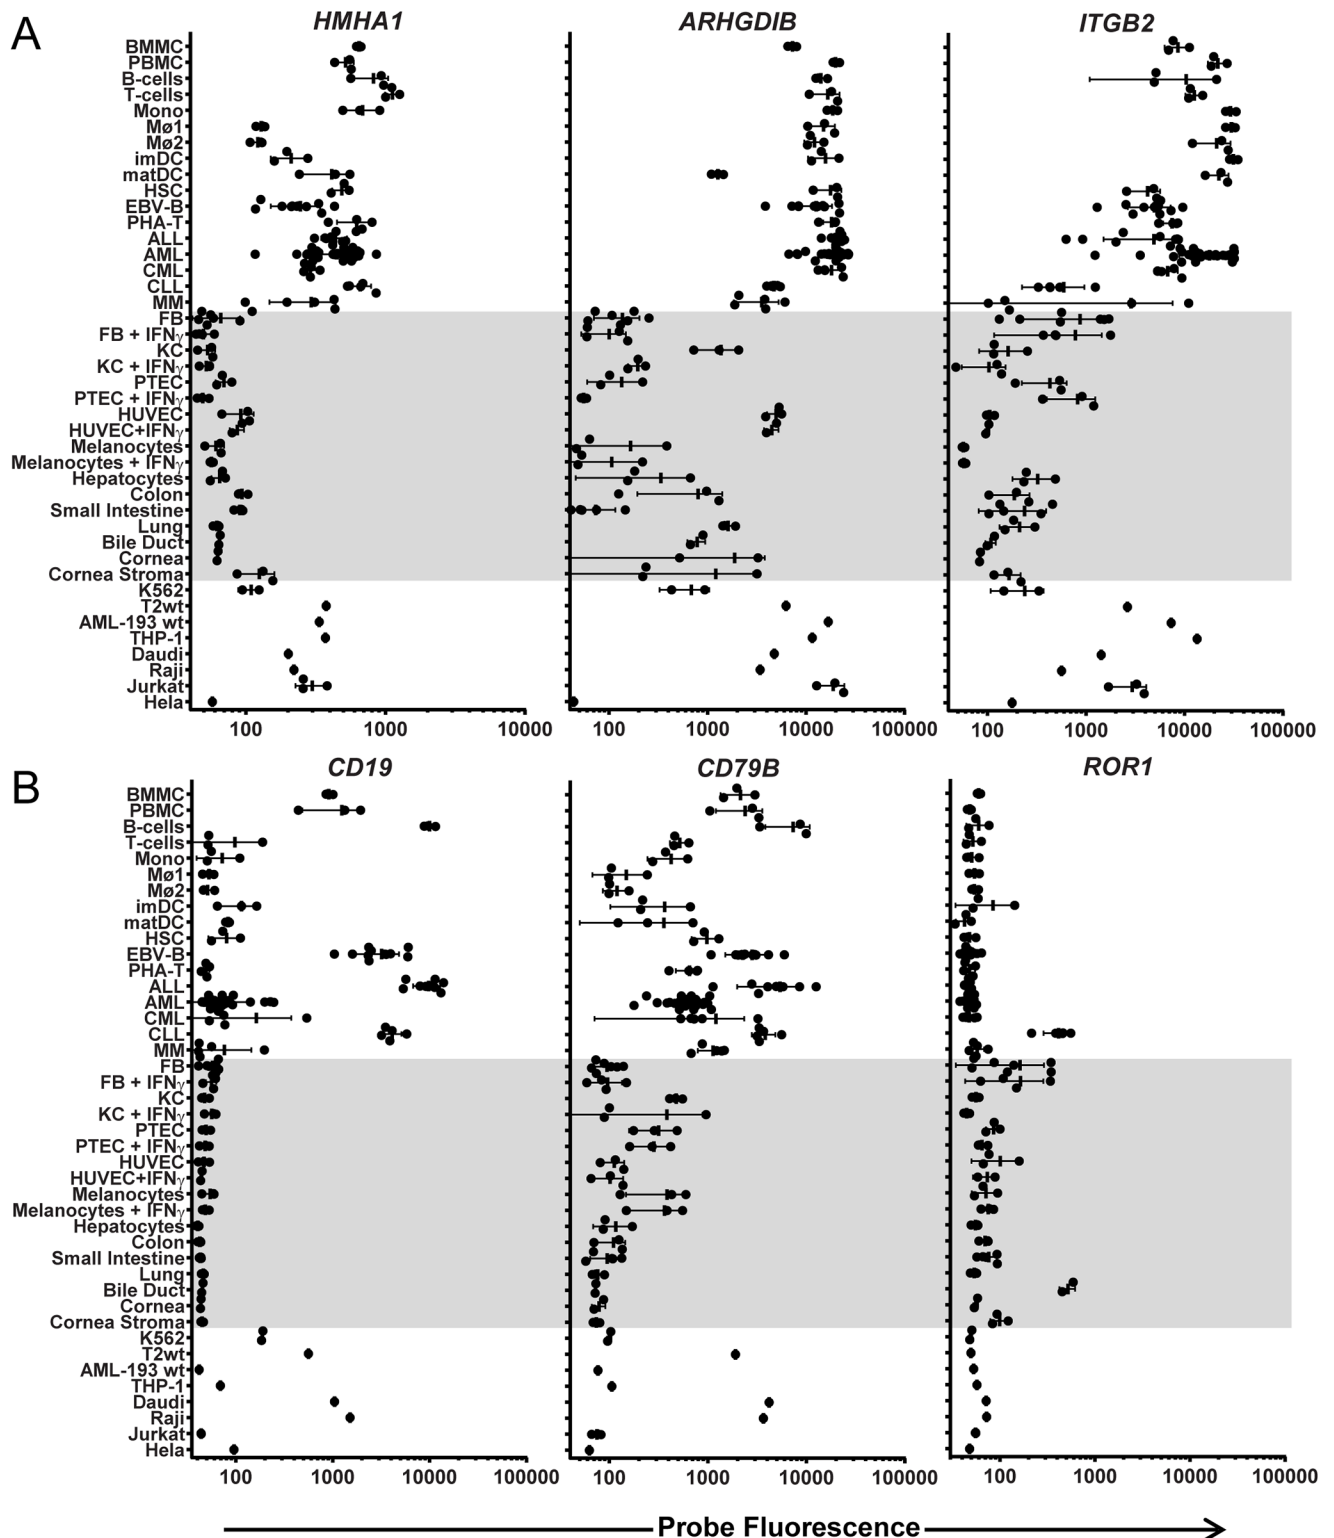 A
HMHA1 ARHGDIB ITGB2
BMMC
PBMC
B-cells
T-cells
Mono
Mø1
Mø2
imDC
matDC
HSC
EBV-B
PHA-T
ALL
AML
CML
CLL
MM
FB
FB + IFNγ
KC
KC + IFNγ
PTEC
PTEC + IFNγ
HUVEC
HUVEC+IFNγ
Melanocytes
Melanocytes + IFNγ
Hepatocytes
Colon
Small Intestine
Lung
Bile Duct
Cornea
Cornea Stroma
K562
T2wt
AML-193 wt
THP-1
Daudi
Raji
Jurkat
Hela
100 1000 10000 100 1000 10000 100000 100 1000 10000 100000
B
CD19 CD79B ROR1
BMMC
PBMC
B-cells
T-cells
Mono
Mø1
Mø2
imDC
matDC
HSC
EBV-B
PHA-T
ALL
AML
CML
CLL
MM
FB
FB + IFNγ
KC
KC + IFNγ
PTEC
PTEC + IFNγ
HUVEC
HUVEC+IFNγ
Melanocytes
Melanocytes + IFNγ
Hepatocytes
Colon
Small Intestine
Lung
Bile Duct
Cornea
Cornea Stroma
K562
T2wt
AML-193 wt
THP-1
Daudi
Raji
Jurkat
Hela
100 1000 10000 100000 100 1000 10000 100000 100 1000 10000 100000
Probe Fluorescence